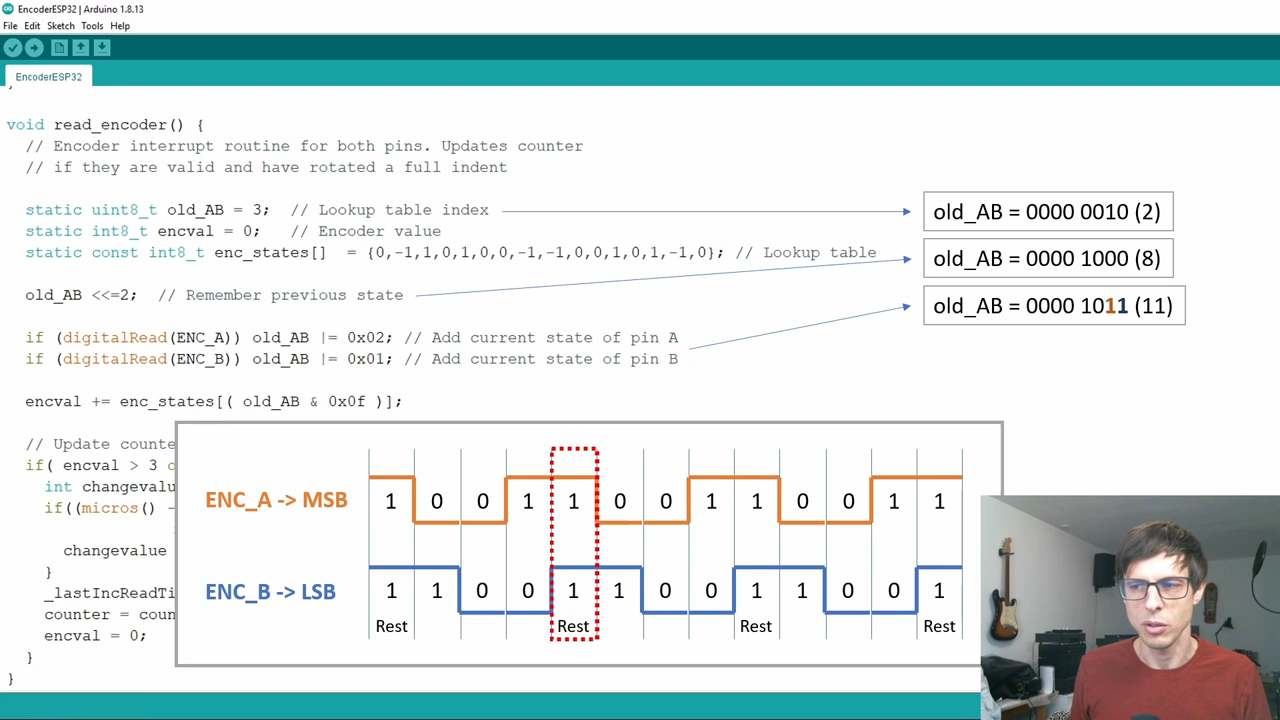 EncoderESP32 | Arduino 1.8.13
File Edit Sketch Tools Help
EncoderESP32
}
void read_encoder() {
// Encoder interrupt routine for both pins. Updates counter
// if they are valid and have rotated a full indent
static uint8_t old_AB = 3; // Lookup table index
static int8_t encval = 0; // Encoder value
static const int8_t enc_states[] = {0,-1,1,0,1,0,0,-1,-1,0,0,1,0,1,-1,0}; // Lookup table
old_AB <<=2; // Remember previous state
if (digitalRead(ENC_A)) old_AB |= 0x02; // Add current state of pin A
if (digitalRead(ENC_B)) old_AB |= 0x01; // Add current state of pin B
encval += enc_states[( old_AB & 0x0f )];
// Update counte
if( encval > 3 o
int changevalu
if((micros() -
changevalue
}
_lastIncReadTi
counter = coun
encval = 0;
}
}
old_AB = 0000 0010 (2)
old_AB = 0000 1000 (8)
old_AB = 0000 1011 (11)
ENC_A -> MSB 1 0 0 1 1 0 0 1 1 0 0 1 1
ENC_B -> LSB 1 1 0 0 1 1 0 0 1 1 0 0 1
Rest Rest Rest Rest